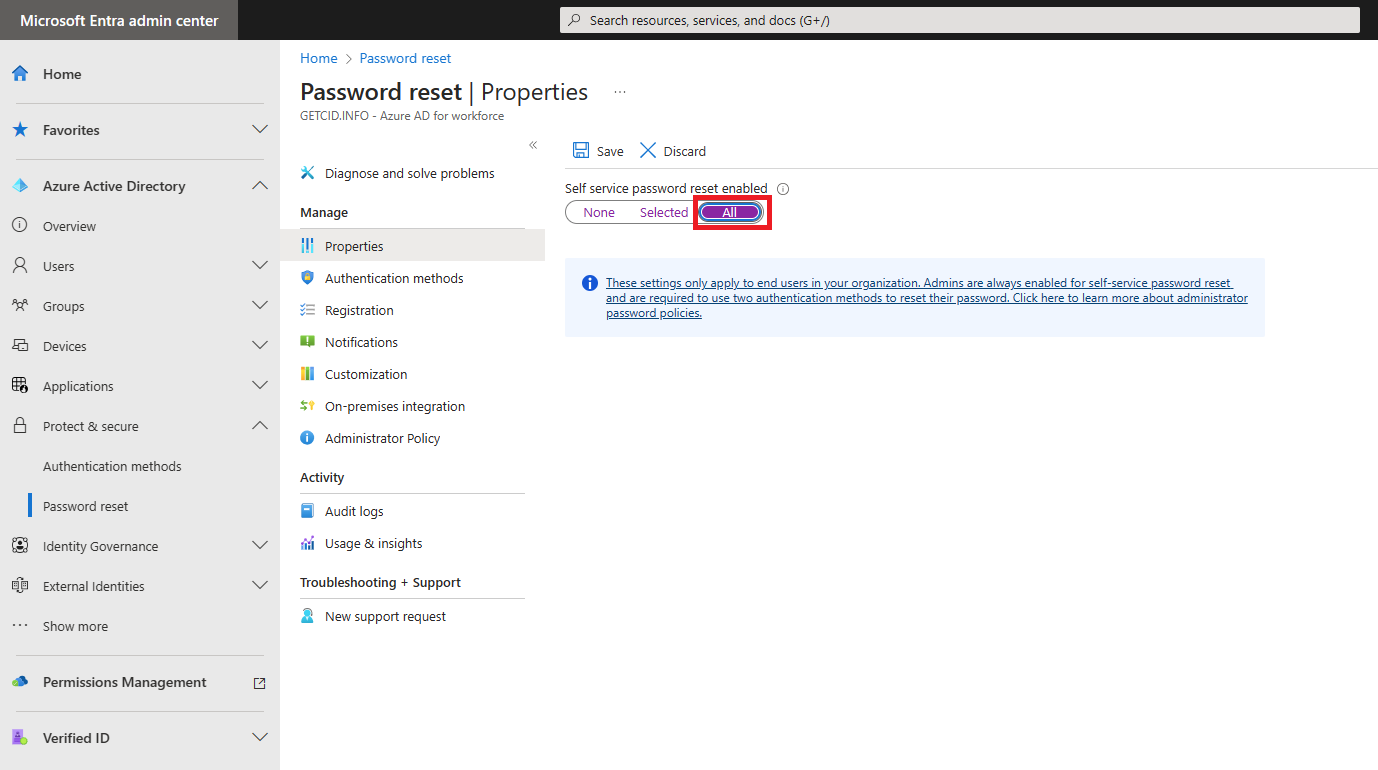 Microsoft Entra admin center
Search resources, services, and docs (G+/)
Home
Favorites
Azure Active Directory
Overview
Users
Groups
Devices
Applications
Protect & secure
Authentication methods
Password reset
Identity Governance
External Identities
Show more
Permissions Management
Verified ID
Home > Password reset
Password reset | Properties ...
GETCID.INFO - Azure AD for workforce
Diagnose and solve problems
Manage
Properties
Authentication methods
Registration
Notifications
Customization
On-premises integration
Administrator Policy
Activity
Audit logs
Usage & insights
Troubleshooting + Support
New support request
Save Discard
Self service password reset enabled
None Selected All
These settings only apply to end users in your organization. Admins are always enabled for self-service password reset
and are required to use two authentication methods to reset their password. Click here to learn more about administrator
password policies.